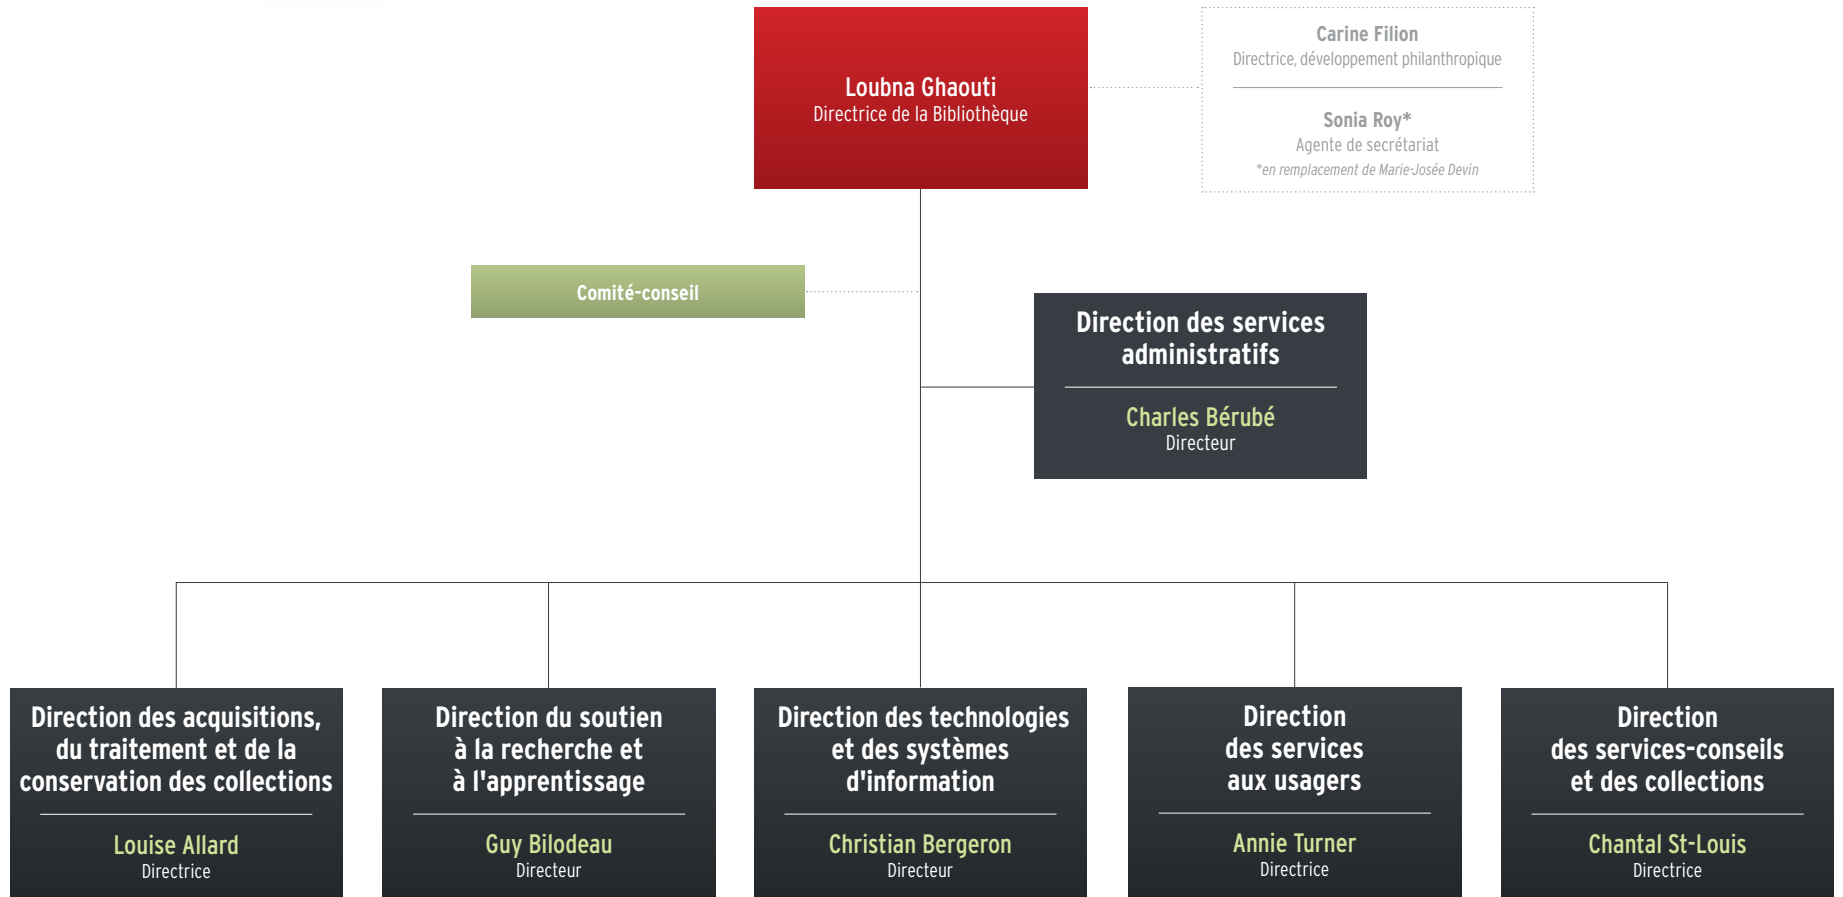 Loubna Ghaouti
Directrice de la Bibliothèque
Carine Filion
Directrice, développement philanthropique
Sonia Roy*
Agente de secrétariat
*en remplacement de Marie-Josée Devin
Comité-conseil
Direction des services
administratifs
Charles Bérubé
Directeur
Direction des acquisitions,
du traitement et de la
conservation des collections
Louise Allard
Directrice
Direction du soutien
à la recherche et
à l'apprentissage
Guy Bilodeau
Directeur
Direction des technologies
et des systèmes
d'information
Christian Bergeron
Directeur
Direction
des services
aux usagers
Annie Turner
Directrice
Direction
des services-conseils
et des collections
Chantal St-Louis
Directrice